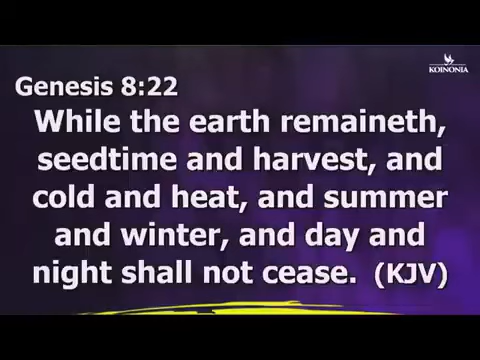 KOINONIA
Genesis 8:22
While the earth remaineth,
seedtime and harvest, and
cold and heat, and summer
and winter, and day and
night shall not cease. (KJV)